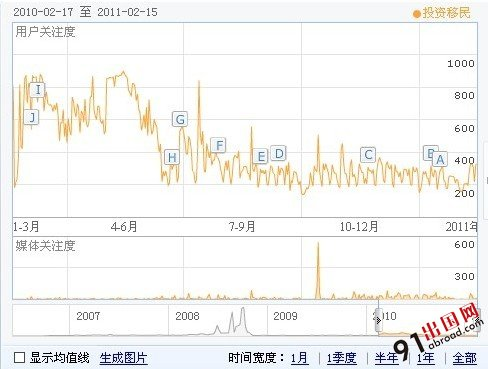 2010-02-17 至 2011-02-15 投资移民
用户关注度
1000
800
600
400
200
I
J
G
H
F
E
D
C
B
A
1-3月 4-6月 7-9月 10-12月 2011年
媒体关注度
600
300
2007 2008 2009
显示均值线 生成图片 时间宽度: 1月 | 1季度 | 半年 | 1年 | 全部
91出国网
abroad.com